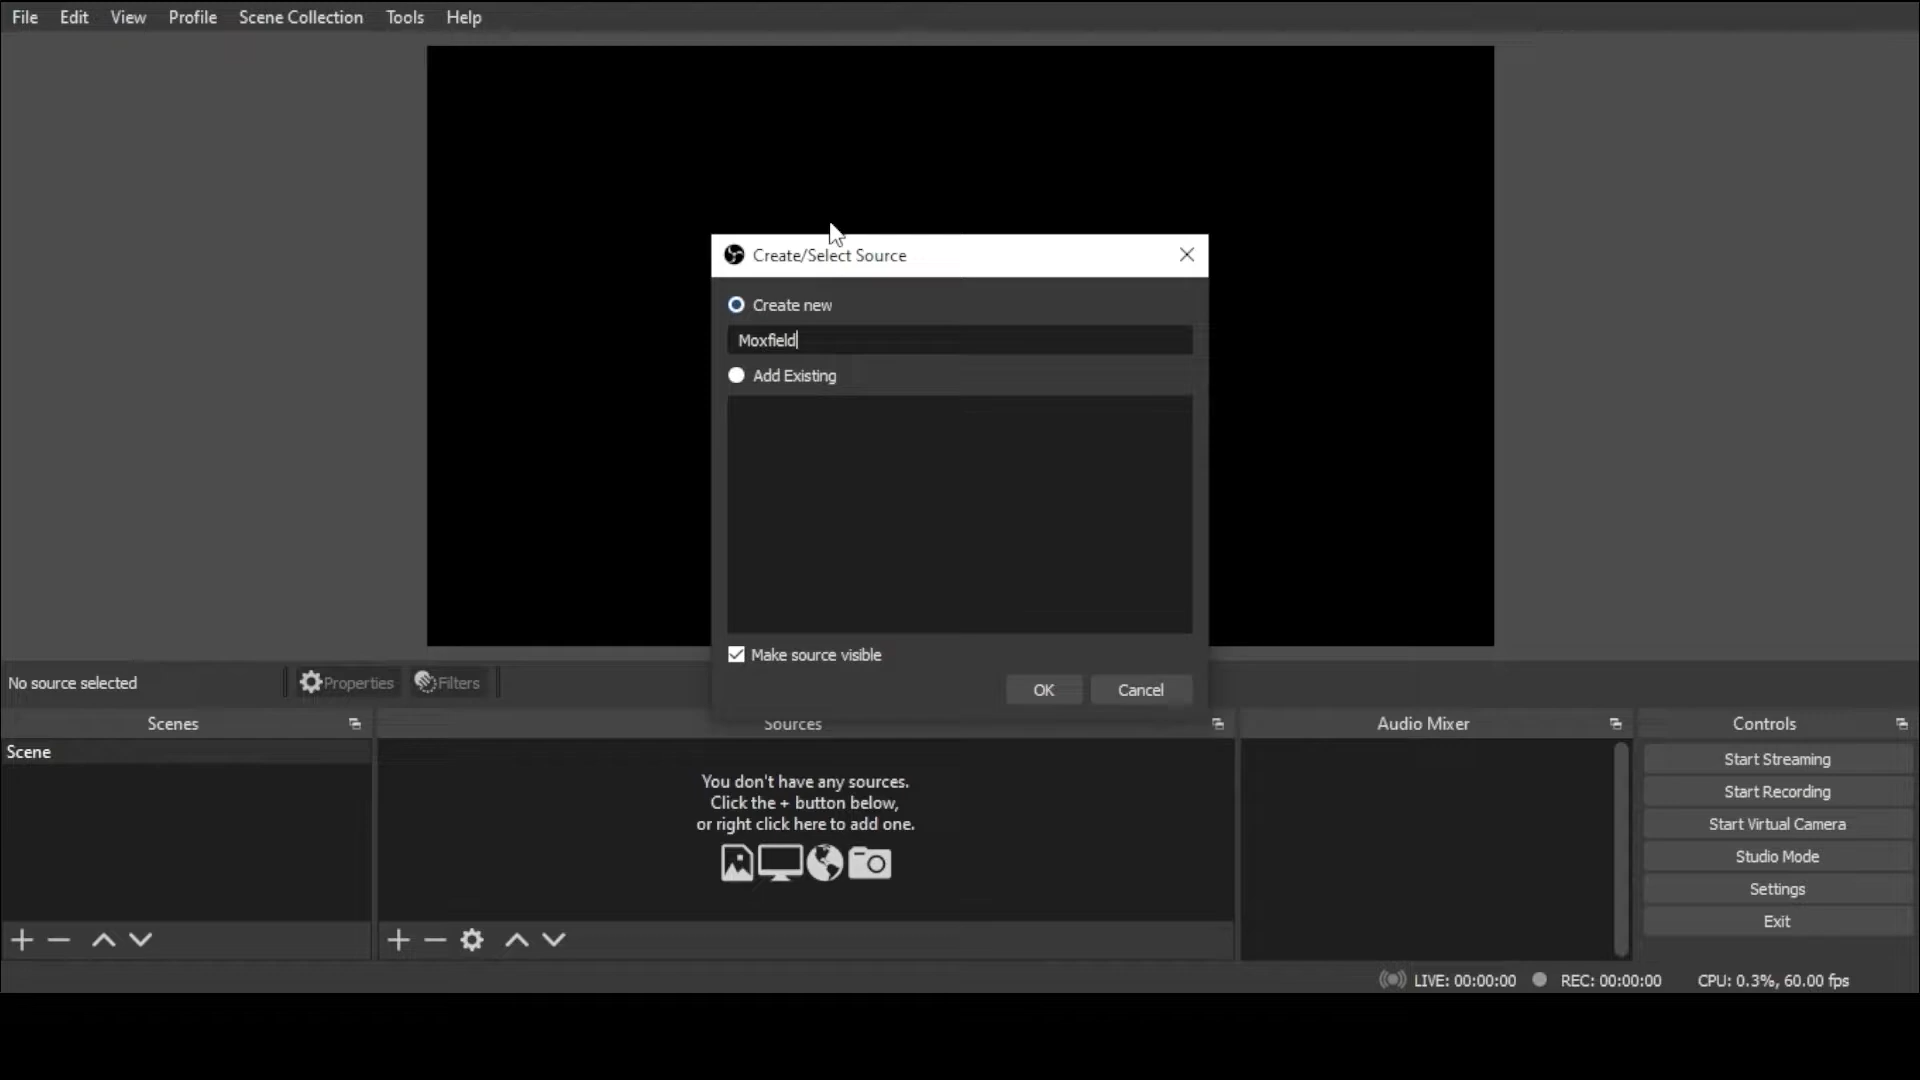 File Edit View Profile Scene Collection Tools Help
Create/Select Source
Create new
Moxfield
Add Existing
Make source visible
OK Cancel
No source selected Properties Filters
Scenes Sources Audio Mixer Controls
Scene
You don't have any sources.
Click the + button below,
or right click here to add one.
Start Streaming
Start Recording
Start Virtual Camera
Studio Mode
Settings
Exit
LIVE: 00:00:00 REC: 00:00:00 CPU: 0.3%, 60.00 fps